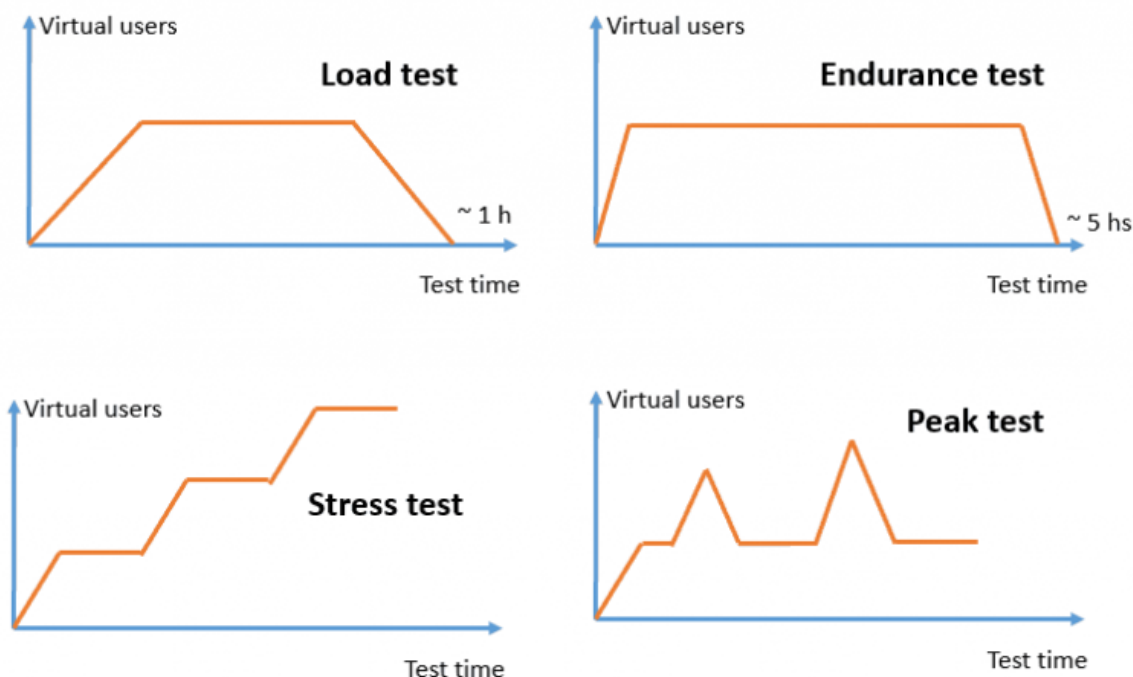 Virtual users
Load test
~ 1 h
Test time
Virtual users
Endurance test
~ 5 hs
Test time
Virtual users
Stress test
Test time
Virtual users
Peak test
Test time